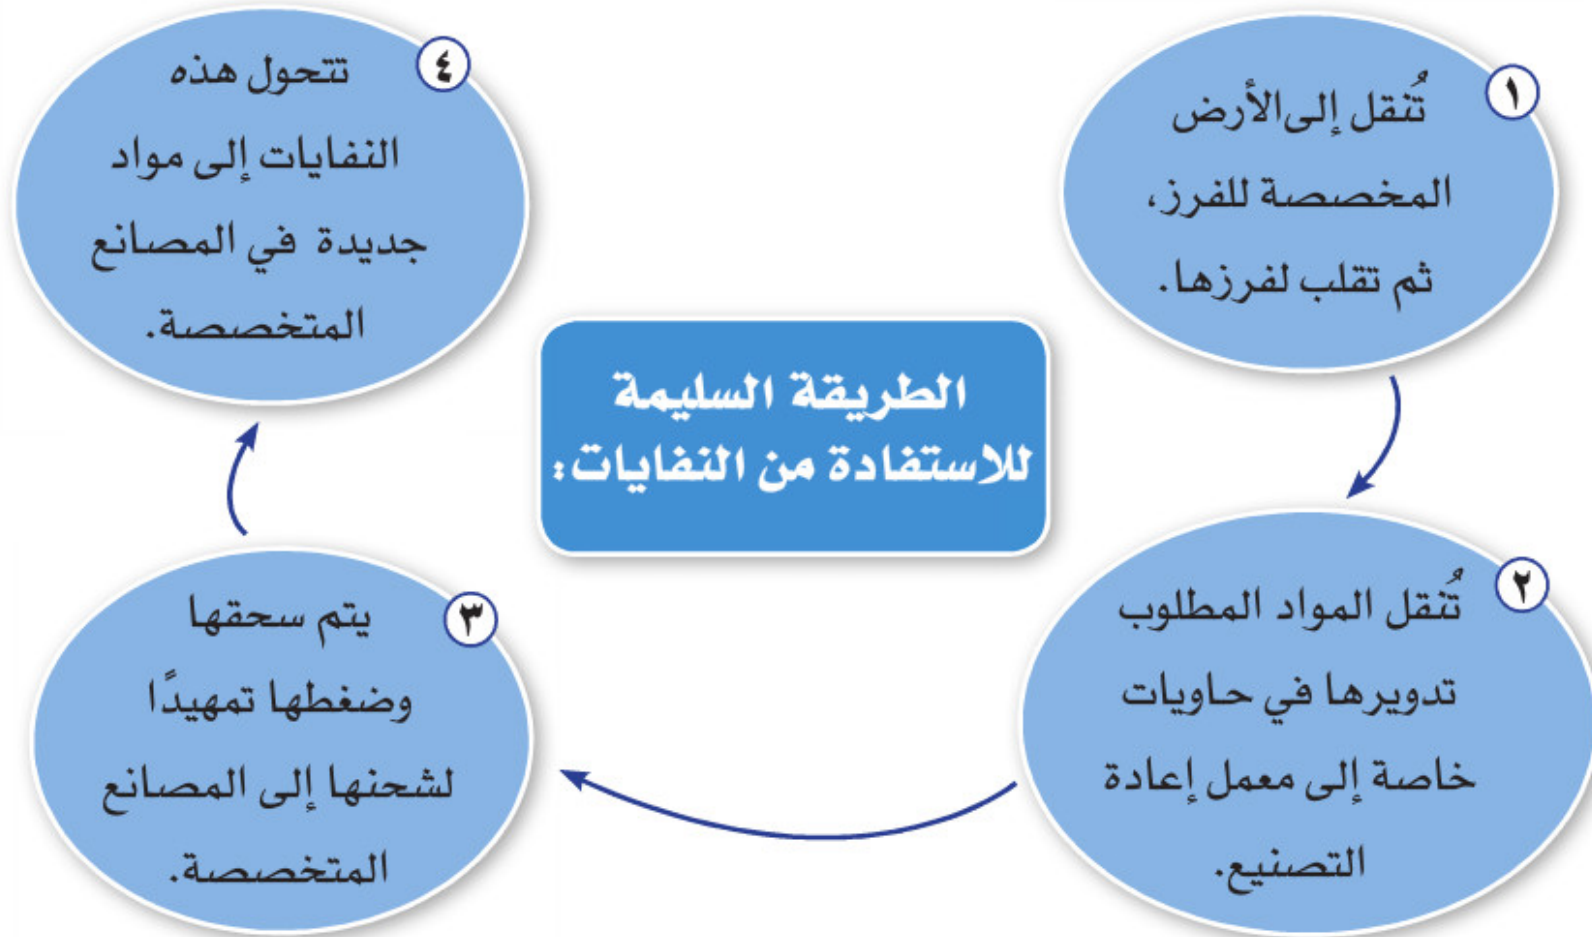 الطريقة السليمة
للاستفادة من النفايات:
١
تُنقل إلى الأرض
المخصصة للفرز،
ثم تقلب لفرزها.
٢
تُنقل المواد المطلوب
تدويرها في حاويات
خاصة إلى معمل إعادة
التصنيع.
٣
يتم سحقها
وضغطها تمهيدًا
لشحنها إلى المصانع
المتخصصة.
٤
تتحول هذه
النفايات إلى مواد
جديدة في المصانع
المتخصصة.